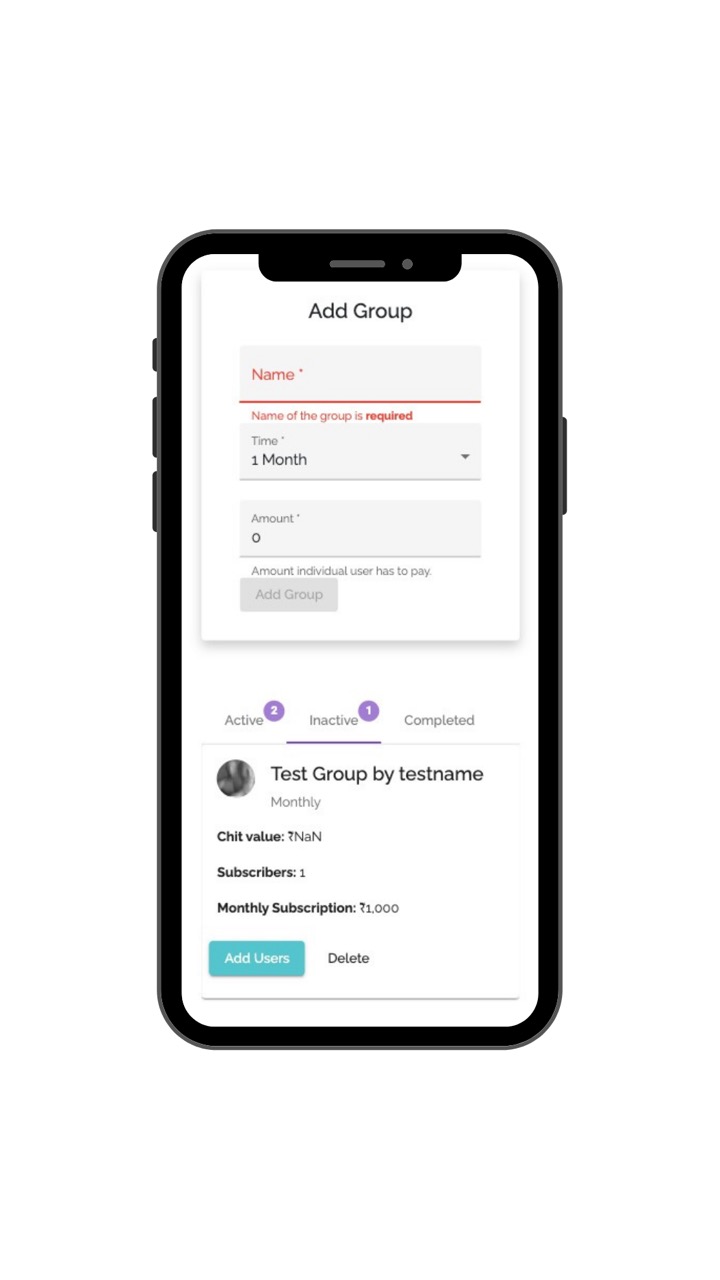 Add Group
Name *
Name of the group is required
Time *
1 Month
Amount *
0
Amount individual user has to pay.
Add Group
Active 2 Inactive 1 Completed
Test Group by testname
Monthly
Chit value: ₹NaN
Subscribers: 1
Monthly Subscription: ₹1,000
Add Users Delete